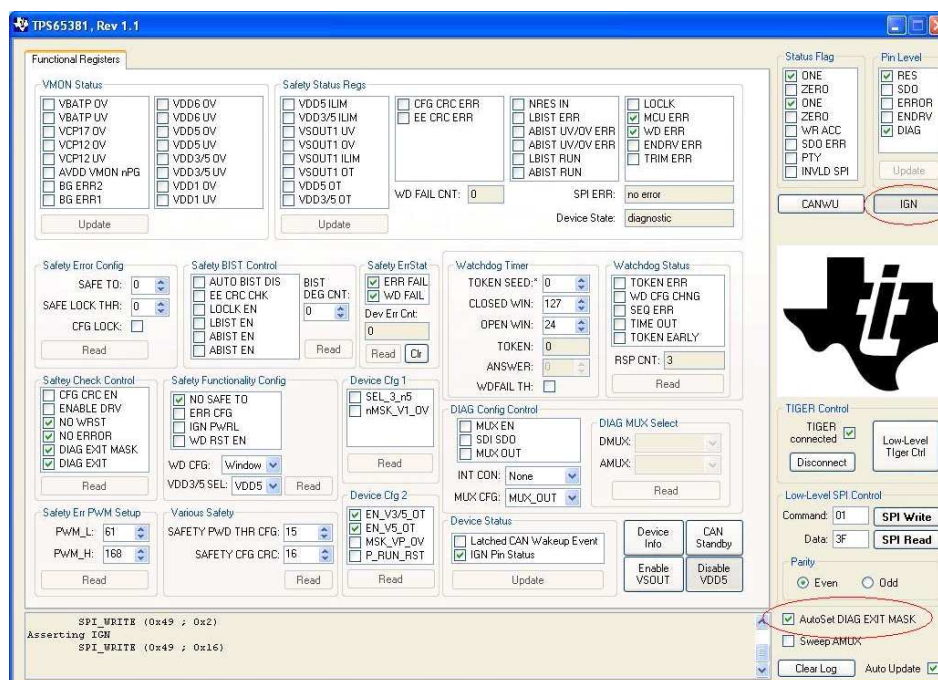 TPS65381, Rev 1.1
Functional Registers
VMON Status
VBATP OV
VBATP UV
VCP17 OV
VCP12 OV
VCP12 UV
AVDD VMON nPG
BG ERR2
BG ERR1
VDD6 OV
VDD6 UV
VDD5 OV
VDD5 UV
VDD3/5 OV
VDD3/5 UV
VDD1 OV
VDD1 UV
Update
Safety Status Regs
VDD5 ILIM
VDD3/5 ILIM
VSOUT1 UV
VSOUT1 OV
VSOUT1 ILIM
VSOUT1 OT
VDD5 OT
VDD3/5 OT
Update
CFG CRC ERR
EE CRC ERR
NRES IN
LBIST ERR
ABIST UV/OV ERR
ABIST UV/OV ERR
LBIST RUN
ABIST RUN
LOCLK
MCU ERR
WD ERR
ENDRV ERR
TRIM ERR
WD FAIL CNT: 0
SPI ERR: no error
Device State: diagnostic
Status Flag
ONE
ZERO
ONE
ZERO
WR ACC
SDO ERR
PTY
INVLD SPI
Pin Level
RES
SDO
ERROR
ENDRV
DIAG
Update
CANWU
IGN
Safety Error Config
SAFE TO: 0
SAFE LOCK THR: 0
CFG LOCK:
Read
Safety BIST Control
AUTO BIST DIS
EE CRC CHK
LOCLK EN
LBIST EN
ABIST EN
ABIST EN
BIST
DEG CNT:
0
Read
Safety ErrStat
ERR FAIL
WD FAIL
Dev Err Cnt:
0
Read
Clr
Watchdog Timer
TOKEN SEED:* 0
CLOSED WIN: 127
OPEN WIN: 24
TOKEN: 0
ANSWER: 0
WDFAIL TH:
Watchdog Status
TOKEN ERR
WD CFG CHNG
SEQ ERR
TIME OUT
TOKEN EARLY
RSP CNT: 3
Read
Saftey Check Control
CFG CRC EN
ENABLE DRV
NO WRST
NO ERROR
DIAG EXIT MASK
DIAG EXIT
Read
Safety Functionality Config
NO SAFE TO
ERR CFG
IGN PWRL
WD RST EN
WD CFG: Window
VDD3/5 SEL: VDD5
Read
Device Cfg 1
SEL_3_n5
nMSK_V1_OV
Read
DIAG Config Control
MUX EN
SDI SDO
MUX OUT
INT CON: None
MUX CFG: MUX_OUT
DIAG MUX Select
DMUX:
AMUX:
Read
Safety Err PWM Setup
PWM_L: 61
PWM_H: 168
Read
Various Safety
SAFETY PWD THR CFG: 15
SAFETY CFG CRC: 16
Read
Device Cfg 2
EN_V3/5_OT
EN_V5_OT
MSK_VP_OV
P_RUN_RST
Read
Device Status
Latched CAN Wakeup Event
IGN Pin Status
Update
Device
Info
CAN
Standby
Enable
VSOUT
Disable
VDD5
TIGER Control
TIGER
connected
Disconnect
Low-Level
TIger Ctrl
Low-Level SPI Control
Command: 01
SPI Write
Data: 3F
SPI Read
Parity
Even
Odd
AutoSet DIAG EXIT MASK
Sweep AMUX
Clear Log
Auto Update
SPI_WRITE (0x49 ; 0x2)
Asserting IGN
SPI_WRITE (0x49 ; 0x16)